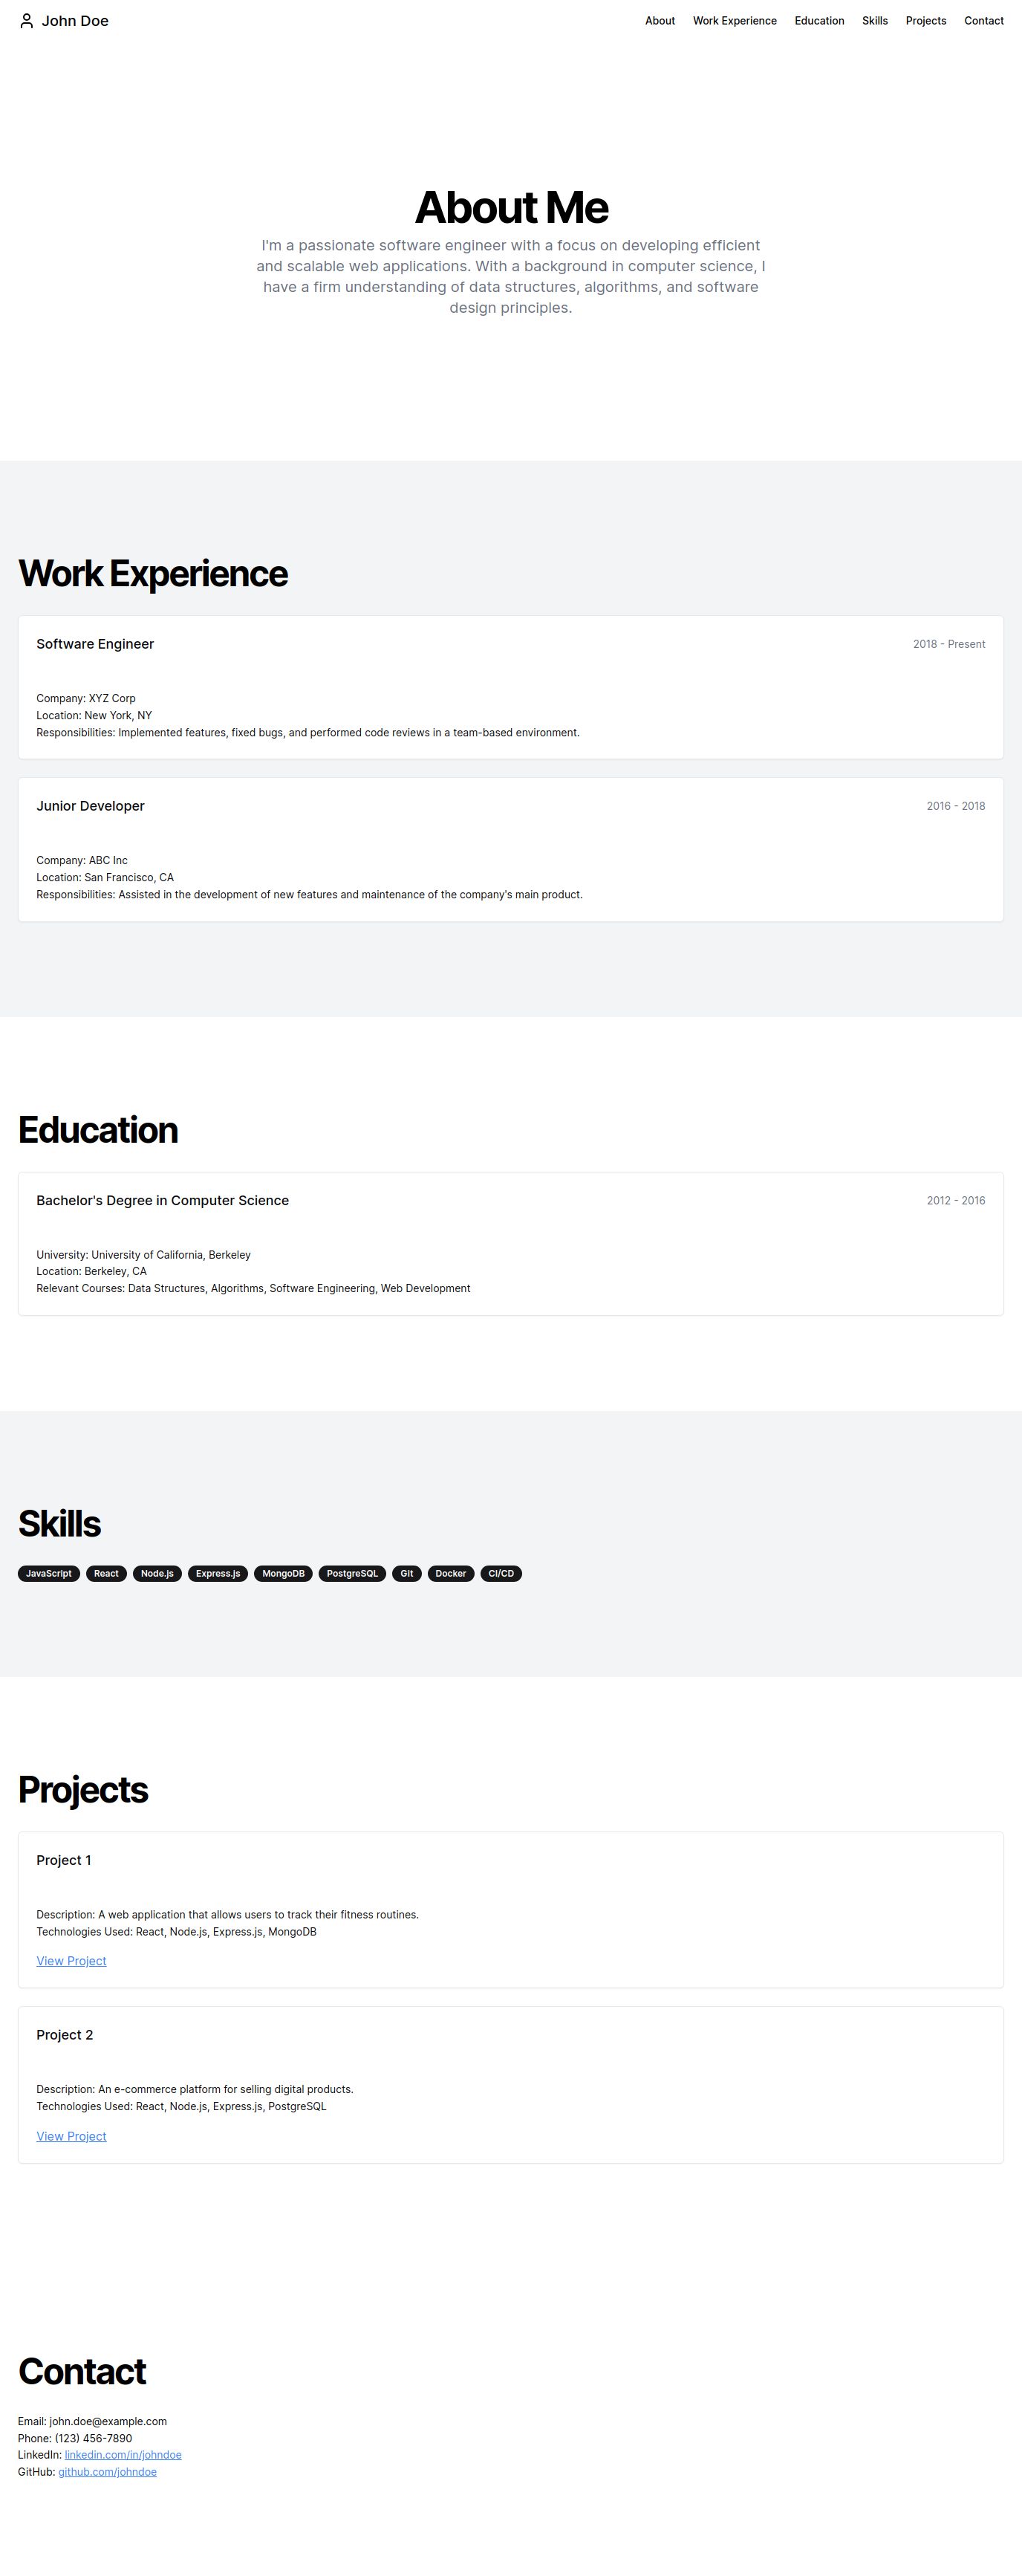 John Doe
About Work Experience Education Skills Projects Contact
About Me
I'm a passionate software engineer with a focus on developing efficient
and scalable web applications. With a background in computer science, I
have a firm understanding of data structures, algorithms, and software
design principles.
Work Experience
Software Engineer
2018 - Present
Company: XYZ Corp
Location: New York, NY
Responsibilities: Implemented features, fixed bugs, and performed code reviews in a team-based environment.
Junior Developer
2016 - 2018
Company: ABC Inc
Location: San Francisco, CA
Responsibilities: Assisted in the development of new features and maintenance of the company's main product.
Education
Bachelor's Degree in Computer Science
2012 - 2016
University: University of California, Berkeley
Location: Berkeley, CA
Relevant Courses: Data Structures, Algorithms, Software Engineering, Web Development
Skills
JavaScript React Node.js Express.js MongoDB PostgreSQL Git Docker CI/CD
Projects
Project 1
Description: A web application that allows users to track their fitness routines.
Technologies Used: React, Node.js, Express.js, MongoDB
View Project
Project 2
Description: An e-commerce platform for selling digital products.
Technologies Used: React, Node.js, Express.js, PostgreSQL
View Project
Contact
Email: john.doe@example.com
Phone: (123) 456-7890
LinkedIn: linkedin.com/in/johndoe
GitHub: github.com/johndoe